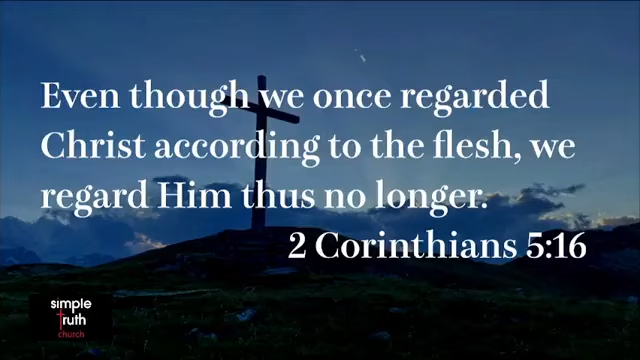 Even though we once regarded
Christ according to the flesh, we
regard Him thus no longer.
2 Corinthians 5:16
simple
truth
church